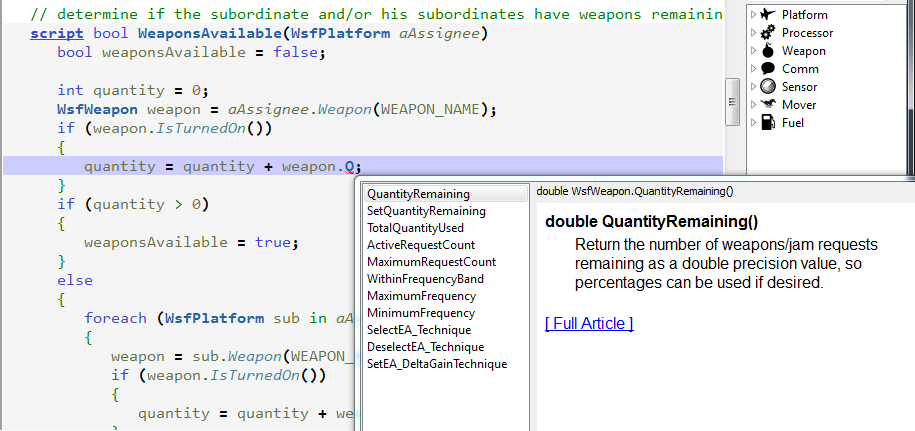 // determine if the subordinate and/or his subordinates have weapons remainin
script bool WeaponsAvailable(WsfPlatform aAssignee)
bool weaponsAvailable = false;
int quantity = 0;
WsfWeapon weapon = aAssignee.Weapon(WEAPON_NAME);
if (weapon.IsTurnedOn())
{
quantity = quantity + weapon.Q;
}
if (quantity > 0)
{
weaponsAvailable = true;
}
else
{
foreach (WsfPlatform sub in aA
{
weapon = sub.Weapon(WEAPON_
if (weapon.IsTurnedOn())
{
quantity = quantity + we
Platform
Processor
Weapon
Comm
Sensor
Mover
Fuel
QuantityRemaining
SetQuantityRemaining
TotalQuantityUsed
ActiveRequestCount
MaximumRequestCount
WithinFrequencyBand
MaximumFrequency
MinimumFrequency
SelectEA_Technique
DeselectEA_Technique
SetEA_DeltaGainTechnique
double WsfWeapon.QuantityRemaining()
double QuantityRemaining()
Return the number of weapons/jam requests
remaining as a double precision value, so
percentages can be used if desired.
[ Full Article ]